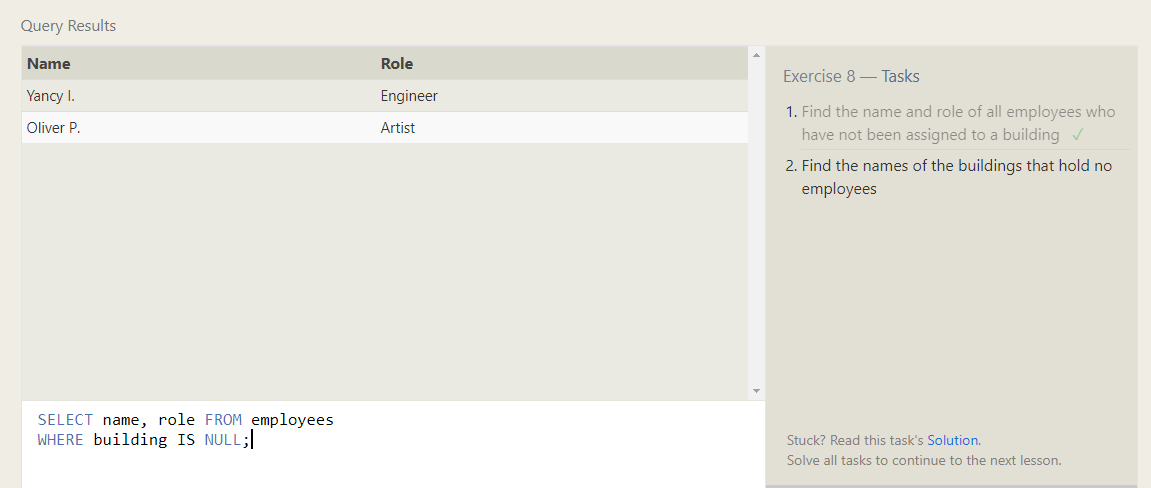 Query Results
Name Role
Yancy I. Engineer
Oliver P. Artist
SELECT name, role FROM employees
WHERE building IS NULL;
Exercise 8 — Tasks
1. Find the name and role of all employees who
have not been assigned to a building ✓
2. Find the names of the buildings that hold no
employees
Stuck? Read this task's Solution.
Solve all tasks to continue to the next lesson.